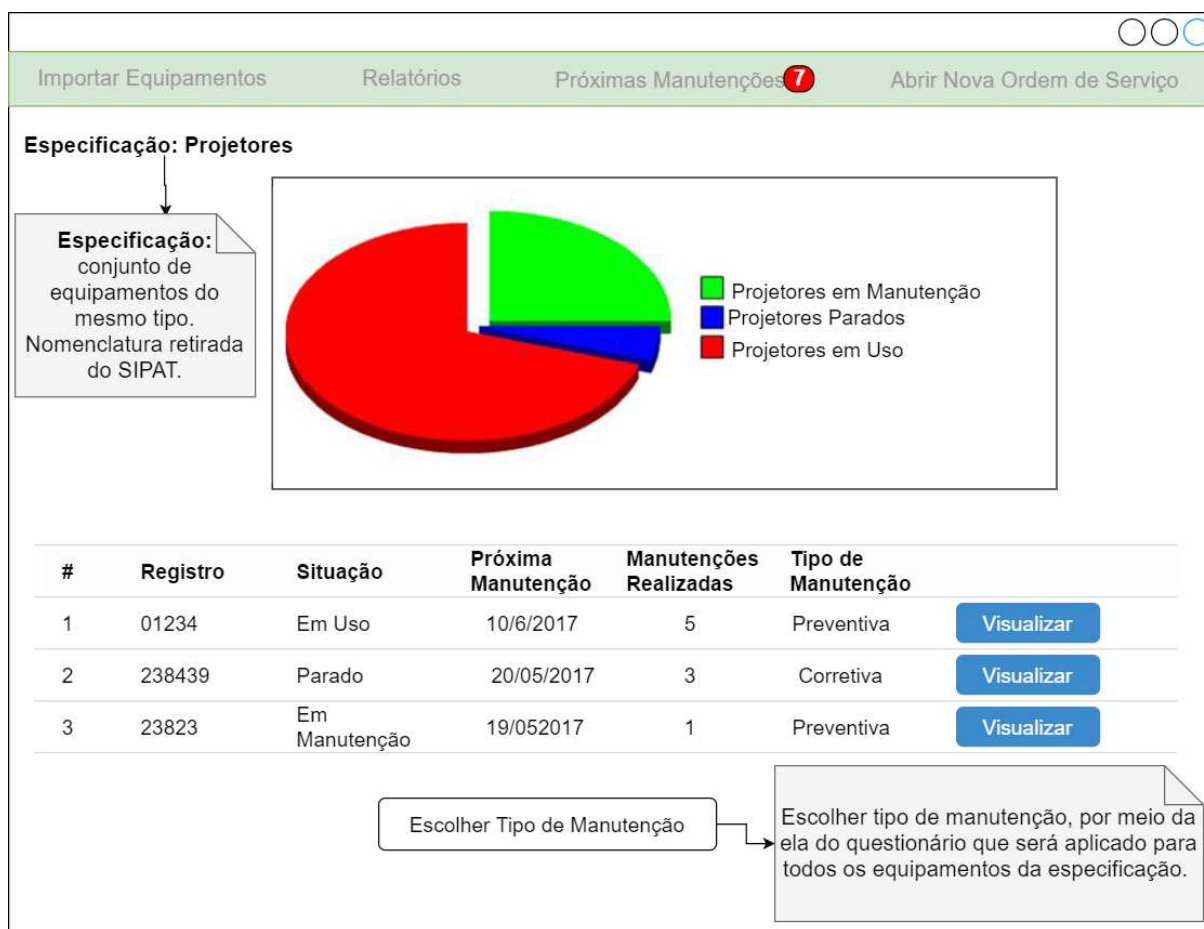 Importar Equipamentos Relatórios Próximas Manutenções 7 Abrir Nova Ordem de Serviço
Especificação: Projetores
Especificação:
conjunto de
equipamentos do
mesmo tipo.
Nomenclatura retirada
do SIPAT.
Projetores em Manutenção
Projetores Parados
Projetores em Uso
# Registro Situação Próxima Manutenção Manutenções Realizadas Tipo de Manutenção
1 01234 Em Uso 10/6/2017 5 Preventiva Visualizar
2 238439 Parado 20/05/2017 3 Corretiva Visualizar
3 23823 Em Manutenção 19/052017 1 Preventiva Visualizar
Escolher Tipo de Manutenção
Escolher tipo de manutenção, por meio da
ela do questionário que será aplicado para
todos os equipamentos da especificação.